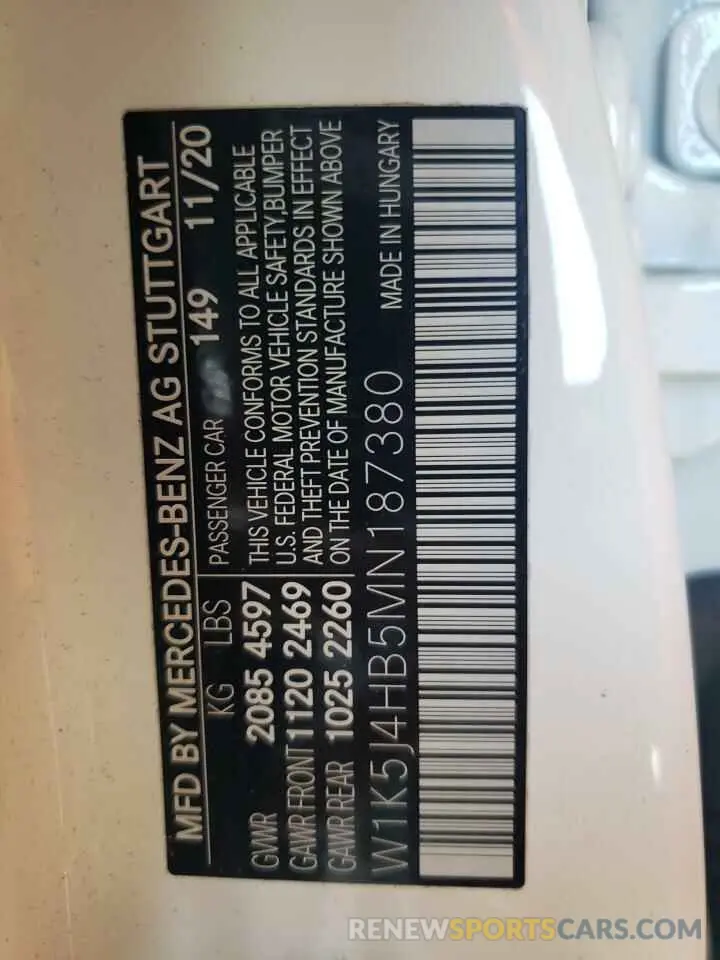 MFD BY MERCEDES-BENZ AG STUTTGART
KG LBS PASSENGER CAR 149 11/20
GVWR 2085 4597 THIS VEHICLE CONFORMS TO ALL APPLICABLE
U.S. FEDERAL MOTOR VEHICLE SAFETY,BUMPER
GAWR FRONT 1120 2469 AND THEFT PREVENTION STANDARDS IN EFFECT
GAWR REAR 1025 2260 ON THE DATE OF MANUFACTURE SHOWN ABOVE
W1K5J4HB5MN187380 MADE IN HUNGARY
RENEWSPORTSCARS.COM